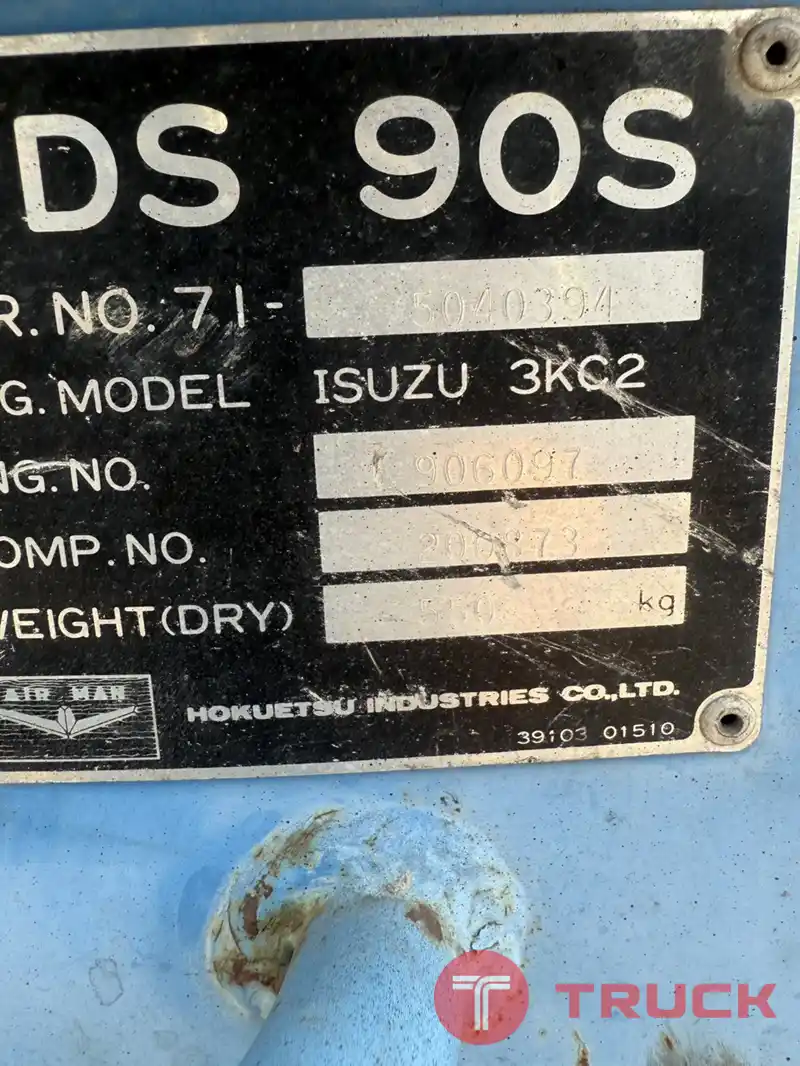 DS 90S
R. NO. 71- 5040394
G. MODEL ISUZU 3KC2
NG. NO. 906097
OMP. NO.
WEIGHT (DRY) kg
AIR MAN
HOKUETSU INDUSTRIES CO., LTD.
39103 01510
TRUCK